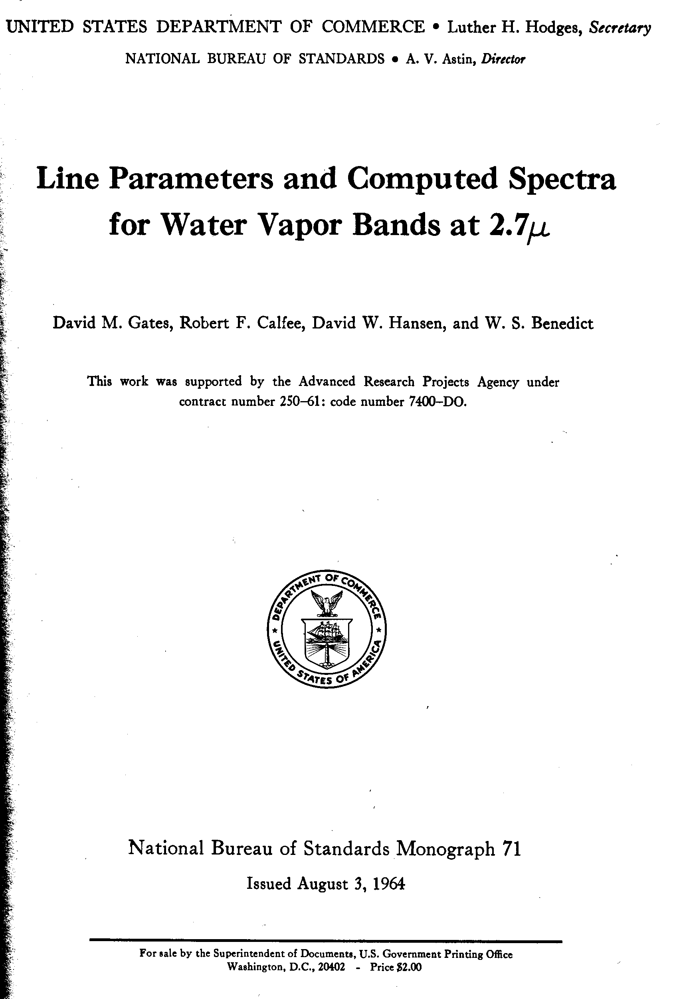 UNITED STATES DEPARTMENT OF COMMERCE • Luther H. Hodges, Secretary
NATIONAL BUREAU OF STANDARDS • A. V. Astin, Director
Line Parameters and Computed Spectra
for Water Vapor Bands at 2.7μ
David M. Gates, Robert F. Calfee, David W. Hansen, and W. S. Benedict
This work was supported by the Advanced Research Projects Agency under
contract number 250–61: code number 7400–DO.
DEPARTMENT OF COMMERCE
★ UNITED STATES OF AMERICA ★
National Bureau of Standards Monograph 71
Issued August 3, 1964
For sale by the Superintendent of Documents, U.S. Government Printing Office
Washington, D.C., 20402 - Price $2.00